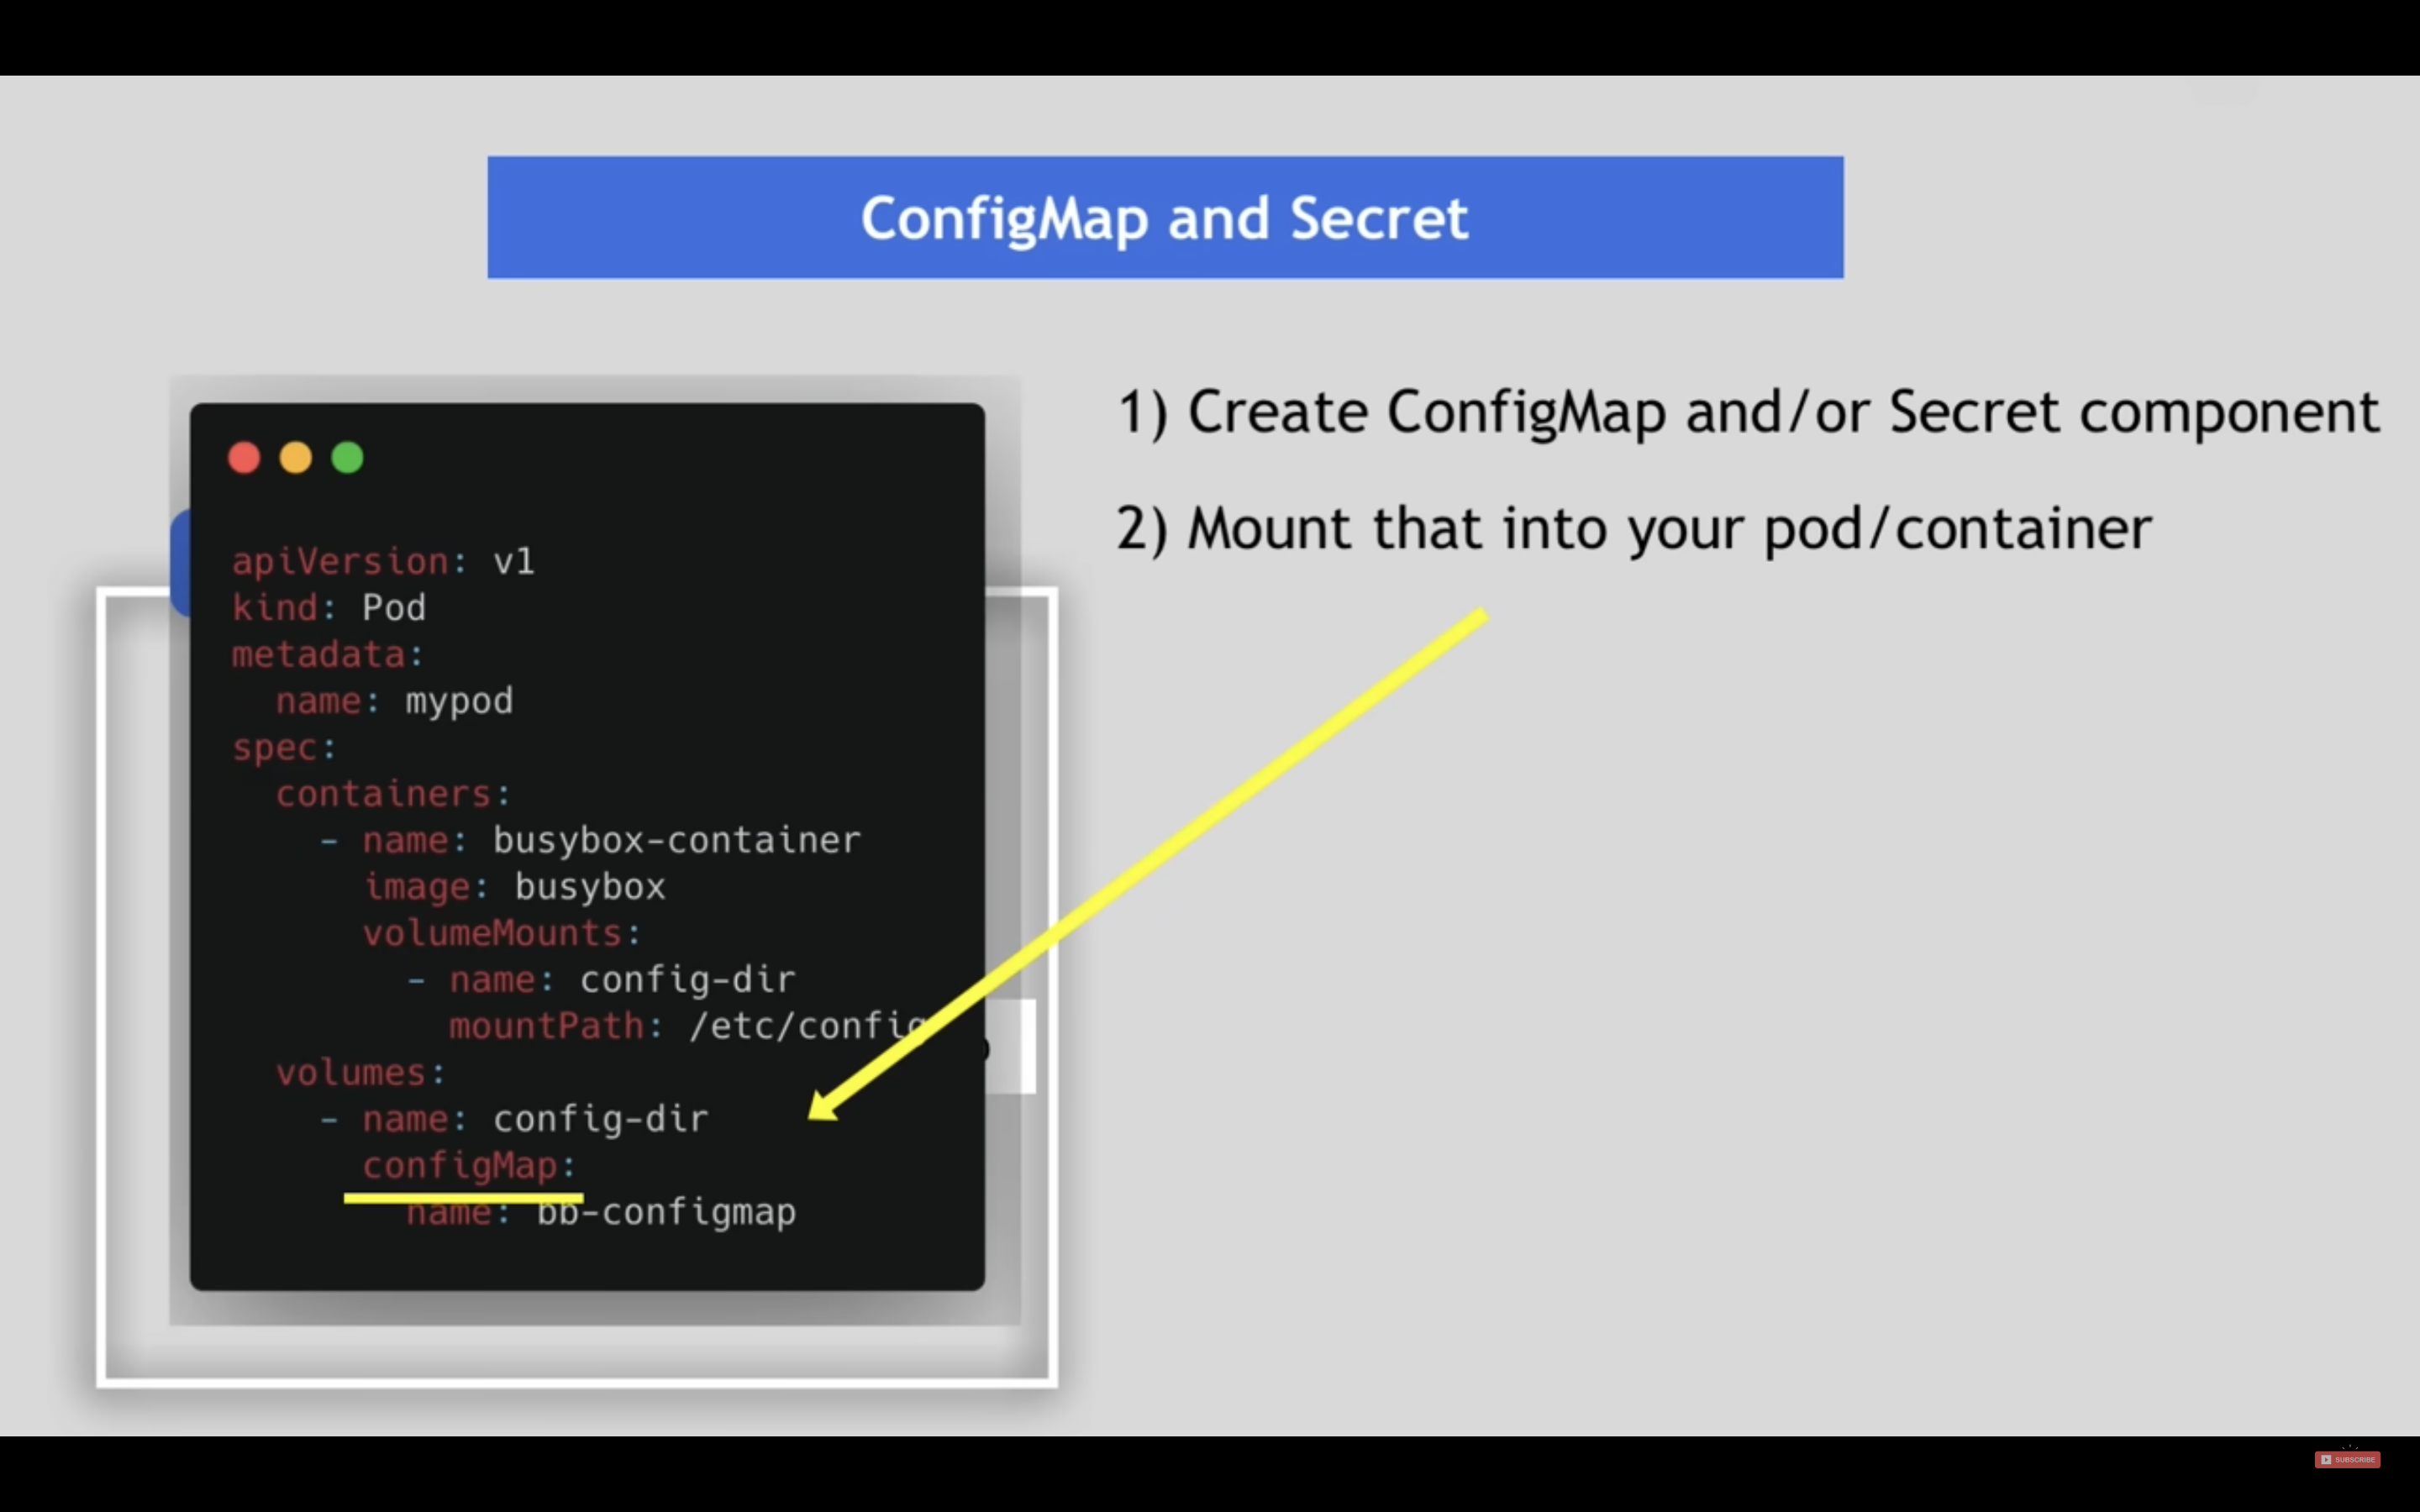 ConfigMap and Secret
1) Create ConfigMap and/or Secret component
2) Mount that into your pod/container
apiVersion: v1
kind: Pod
metadata:
  name: mypod
spec:
  containers:
    - name: busybox-container
      image: busybox
      volumeMounts:
        - name: config-dir
          mountPath: /etc/config
  volumes:
    - name: config-dir
      configMap:
        name: bb-configmap
SUBSCRIBE